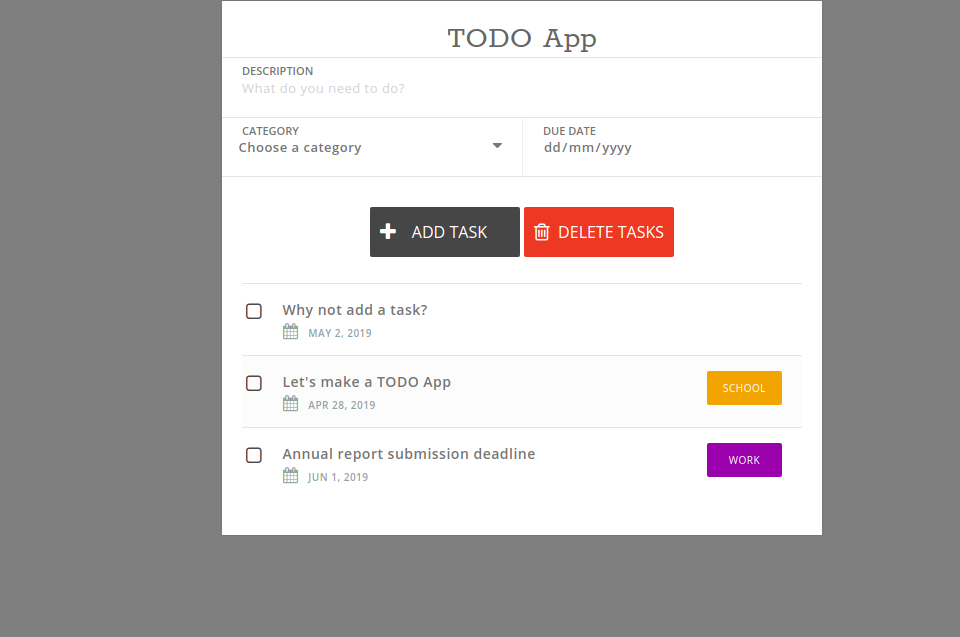 TODO App
DESCRIPTION
What do you need to do?
CATEGORY
Choose a category
DUE DATE
dd/mm/yyyy
ADD TASK
DELETE TASKS
Why not add a task?
MAY 2, 2019
Let's make a TODO App
APR 28, 2019
SCHOOL
Annual report submission deadline
JUN 1, 2019
WORK